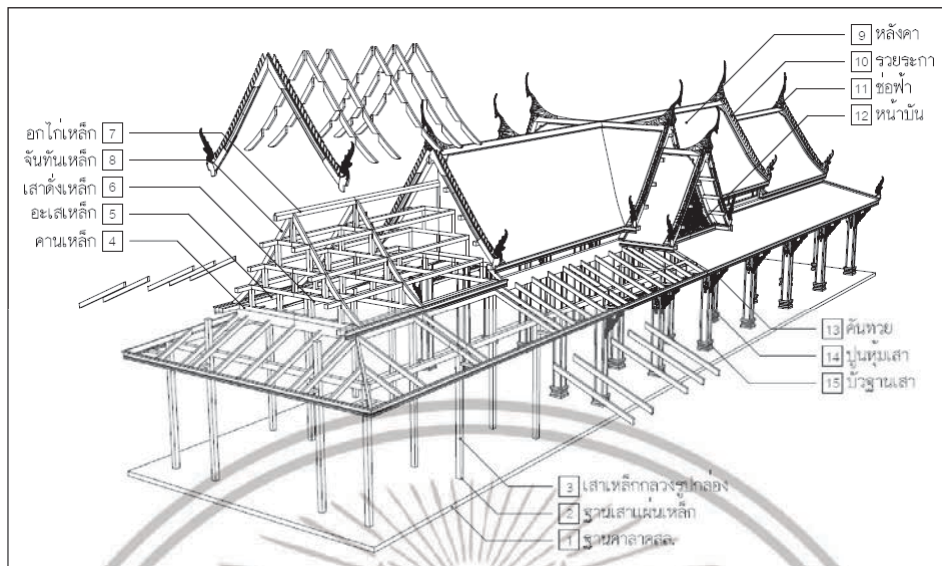 9 หลังคา
10 รวยระกา
11 ช่อฟ้า
12 หน้าบัน
อกไก่เหล็ก 7
จันทันเหล็ก 8
เสาดั่งเหล็ก 6
อะเสเหล็ก 5
คานเหล็ก 4
13 คันทวย
14 ปูนหุ้มเสา
15 บัวฐานเสา
3 เสาเหล็กกลวงรูปกล่อง
2 ฐานเสาแผ่นเหล็ก
1 ฐานศาลาคสล.